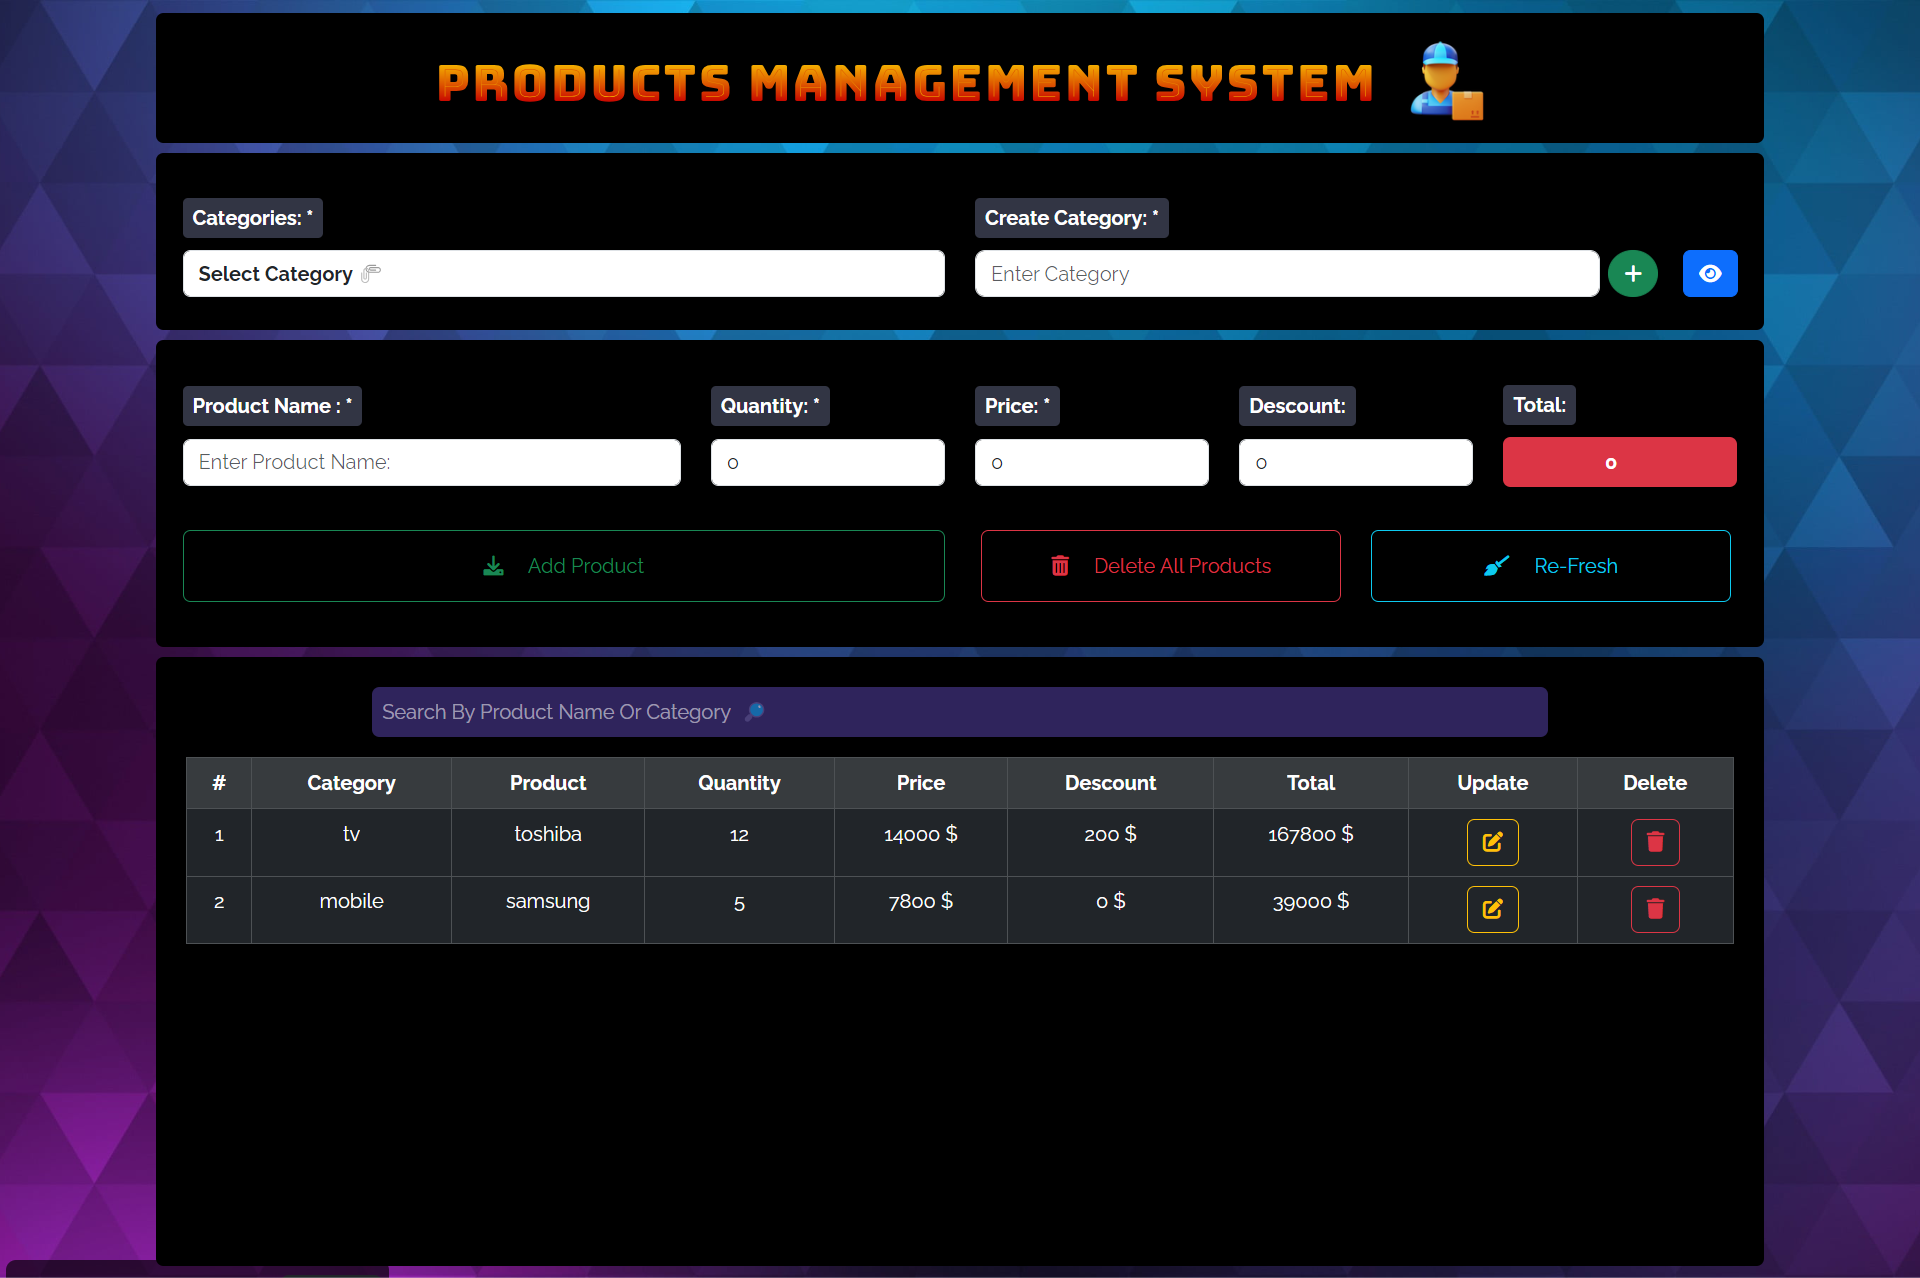 PRODUCTS MANAGEMENT SYSTEM
Categories: * Create Category: *
Select Category Enter Category
Product Name : * Quantity: * Price: * Descount: Total:
Enter Product Name: 0 0 0 0
Add Product Delete All Products Re-Fresh
Search By Product Name Or Category
# Category Product Quantity Price Descount Total Update Delete
1 tv toshiba 12 14000 $ 200 $ 167800 $
2 mobile samsung 5 7800 $ 0 $ 39000 $